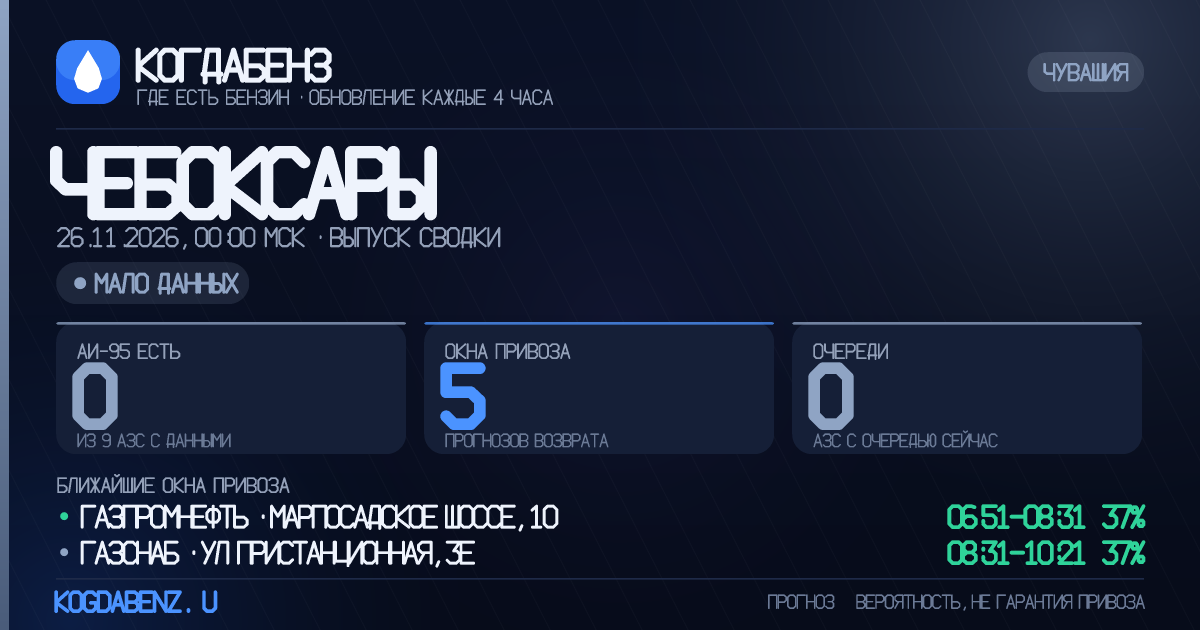 КОГДАБЕНЗ
ГДЕ ЕСТЬ БЕНЗИН · ОБНОВЛЕНИЕ КАЖДЫЕ 4 ЧАСА
ЧУВАШИЯ
ЧЕБОКСАРЫ
26.11.2026, 00:00 МСК · ВЫПУСК СВОДКИ
МАЛО ДАННЫХ
АИ-95 ЕСТЬ
0
ИЗ 9 АЗС С ДАННЫМИ
ОКНА ПРИВОЗА
5
ПРОГНОЗОВ ВОЗВРАТА
ОЧЕРЕДИ
0
АЗС С ОЧЕРЕДЬЮ СЕЙЧАС
БЛИЖАЙШИЕ ОКНА ПРИВОЗА
• ГАЗПРОМНЕФТЬ · МАРПОСАДСКОЕ ШОССЕ, 10 06:51-08:31 37%
• ГАЗСНАБ · УЛ ПРИСТАНЦИОННАЯ, 3Е 08:31-10:21 37%
KOGDABENZ. U
ПРОГНОЗ ВЕРОЯТНОСТЬ, НЕ ГАРАНТИЯ ПРИВОЗА